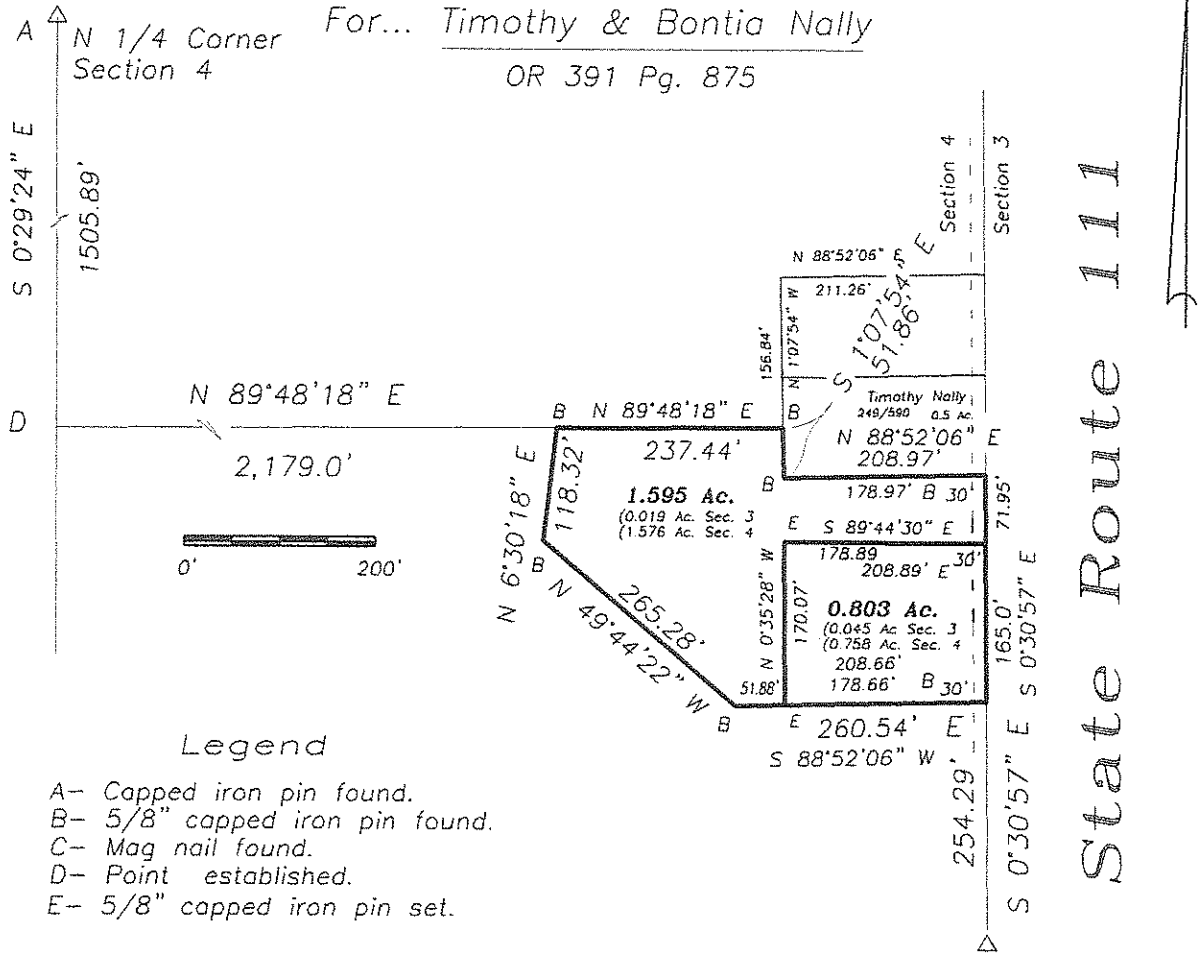 For... Timothy & Bontia Nally
OR 391 Pg. 875
A
N 1/4 Corner
Section 4
S 0°29'24" E
1505.89'
Section 4
Section 3
State Route 111
N 88°52'06" E
211.26'
156.84'
N 1°07'54" W
S 1°07'54" E
51.86'
Timothy Nally
249/590 0.5 Ac.
D
N 89°48'18" E
2,179.0'
B
N 89°48'18" E
B
237.44'
N 88°52'06" E
208.97'
B
178.97' B 30'
71.95'
N 6°30'18" E
118.32'
1.595 Ac.
(0.019 Ac. Sec. 3
(1.576 Ac. Sec. 4
E S 89°44'30" E
178.89 30'
208.89' E
0' 200'
B
N 49°44'22" W
265.28'
N 0°35'28" W
170.07'
0.803 Ac.
(0.045 Ac Sec. 3
(0.758 Ac. Sec. 4
208.66'
178.66' B 30'
165.0'
S 0°30'57" E
51.88'
B
E 260.54' E
S 88°52'06" W
254.29'
S 0°30'57" E
Legend
A- Capped iron pin found.
B- 5/8" capped iron pin found.
C- Mag nail found.
D- Point established.
E- 5/8" capped iron pin set.